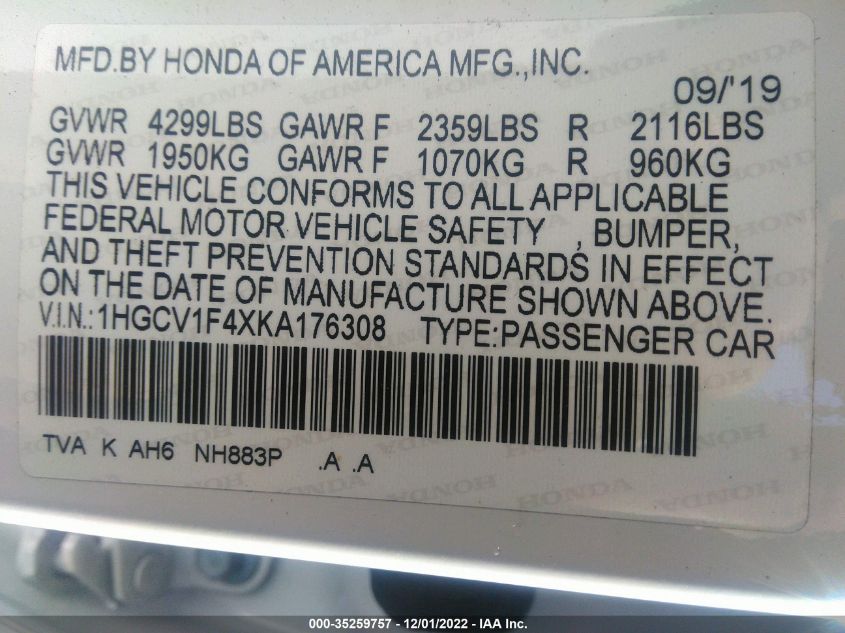 MFD.BY HONDA OF AMERICA MFG.,INC.
09/'19
GVWR 4299LBS GAWR F 2359LBS R 2116LBS
GVWR 1950KG GAWR F 1070KG R 960KG
THIS VEHICLE CONFORMS TO ALL APPLICABLE
FEDERAL MOTOR VEHICLE SAFETY , BUMPER,
AND THEFT PREVENTION STANDARDS IN EFFECT
ON THE DATE OF MANUFACTURE SHOWN ABOVE.
V.I.N.:1HGCV1F4XKA176308 TYPE:PASSENGER CAR
TVA K AH6 NH883P .A .A
HONDA HONDA HONDA
000-35259757 - 12/01/2022 - IAA Inc.